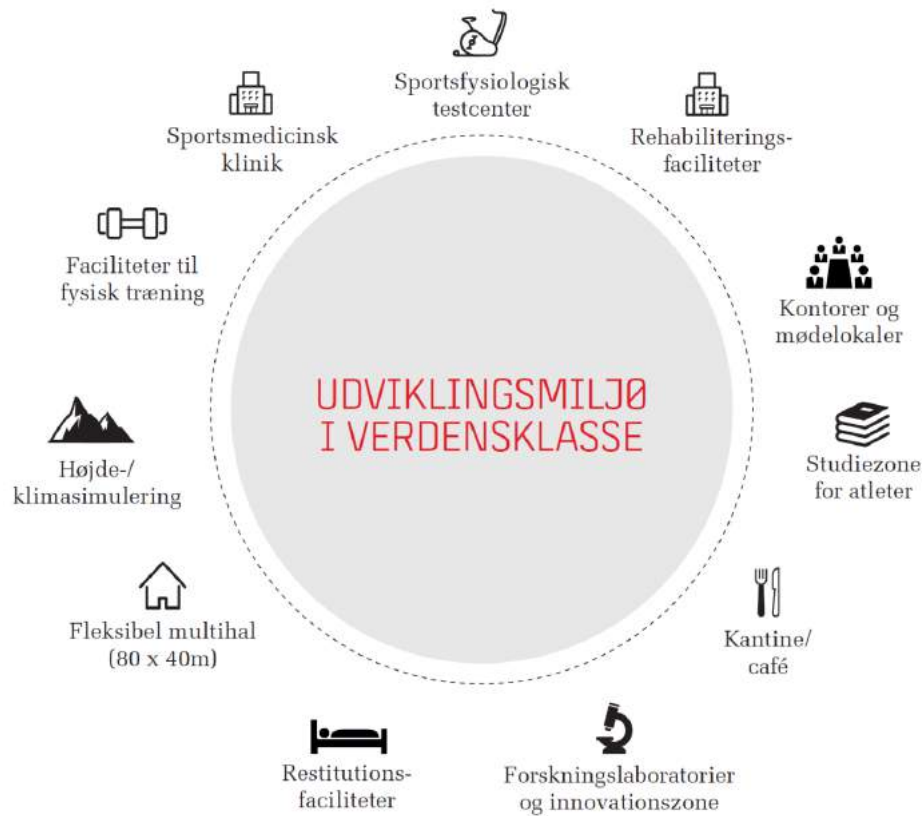 Sportsfysiologisk
testcenter
Sportsmedicinsk
klinik
Rehabiliterings-
faciliteter
Faciliteter til
fysisk træning
Kontorer og
mødelokaler
UDVIKLINGSMILJØ
I VERDENSKLASSE
Højde-/
klimasimulering
Studiezone
for atleter
Fleksibel multihal
(80 x 40m)
Kantine/
café
Restitutions-
faciliteter
Forskningslaboratorier
og innovationszone